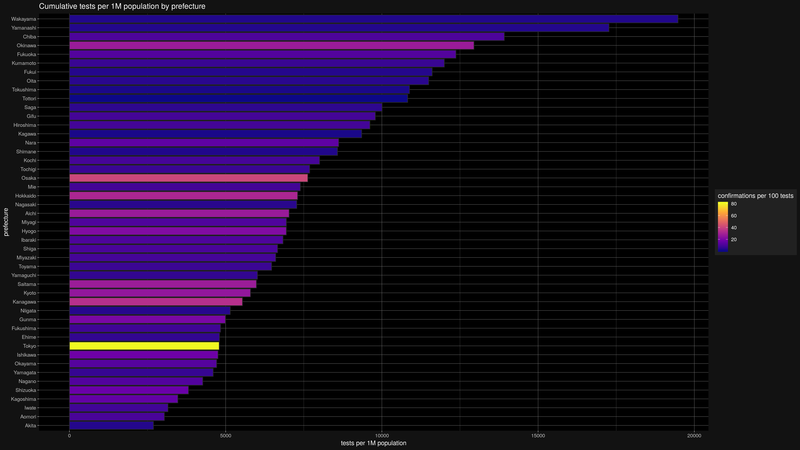 Cumulative tests per 1M population by prefecture
prefecture
Wakayama
Yamanashi
Chiba
Okinawa
Fukuoka
Kumamoto
Fukui
Oita
Tokushima
Tottori
Saga
Gifu
Hiroshima
Kagawa
Nara
Shimane
Kochi
Tochigi
Osaka
Mie
Hokkaido
Nagasaki
Aichi
Miyagi
Hyogo
Ibaraki
Shiga
Miyazaki
Toyama
Yamaguchi
Saitama
Kyoto
Kanagawa
Niigata
Gunma
Fukushima
Ehime
Tokyo
Ishikawa
Okayama
Yamagata
Nagano
Shizuoka
Kagoshima
Iwate
Aomori
Akita
0 5000 10000 15000 20000
tests per 1M population
confirmations per 100 tests
80
60
40
20